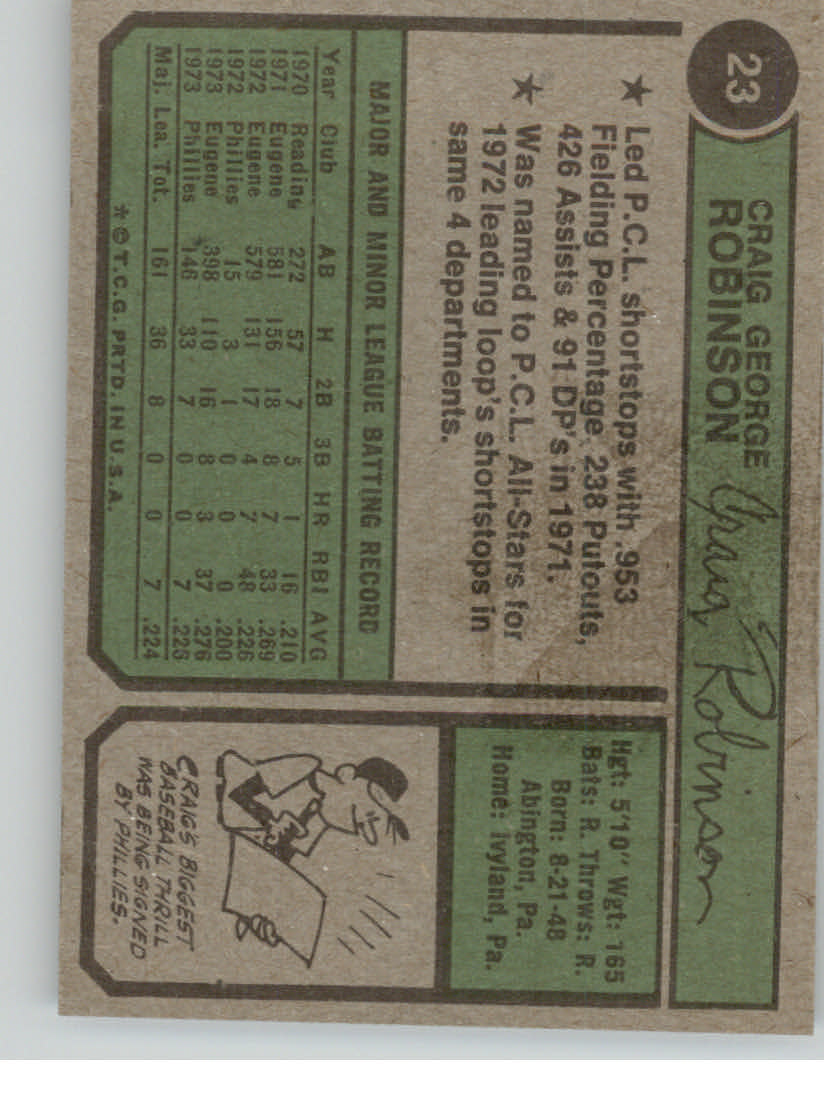 23
CRAIG GEORGE
ROBINSON
Craig Robinson
★ Led P.C.L. shortstops with .953
Fielding Percentage, 238 Putouts,
426 Assists & 91 DP's in 1971.
★ Was named to P.C.L. All-Stars for
1972 leading loop's shortstops in
same 4 departments.
Hgt: 5'10" Wgt: 165
Bats: R. Throws: R.
Born: 8-21-48
Abington, Pa.
Home: Ivyland, Pa.
MAJOR AND MINOR LEAGUE BATTING RECORD
Year Club AB H 2B 3B HR RBI AVG
1970 Reading 272 57 7 5 1 16 .210
1971 Eugene 581 156 18 8 7 33 .269
1972 Eugene 579 131 17 4 7 48 .226
1972 Phillies 15 3 1 0 0 0 .200
1973 Eugene 398 110 16 8 3 37 .276
1973 Phillies 146 33 7 0 0 7 .226
Maj. Lea. Tot. 161 36 8 0 0 7 .224
* © T.C.G. PRTD. IN U.S.A.
CRAIG'S BIGGEST
BASEBALL THRILL
WAS BEING SIGNED
BY PHILLIES.